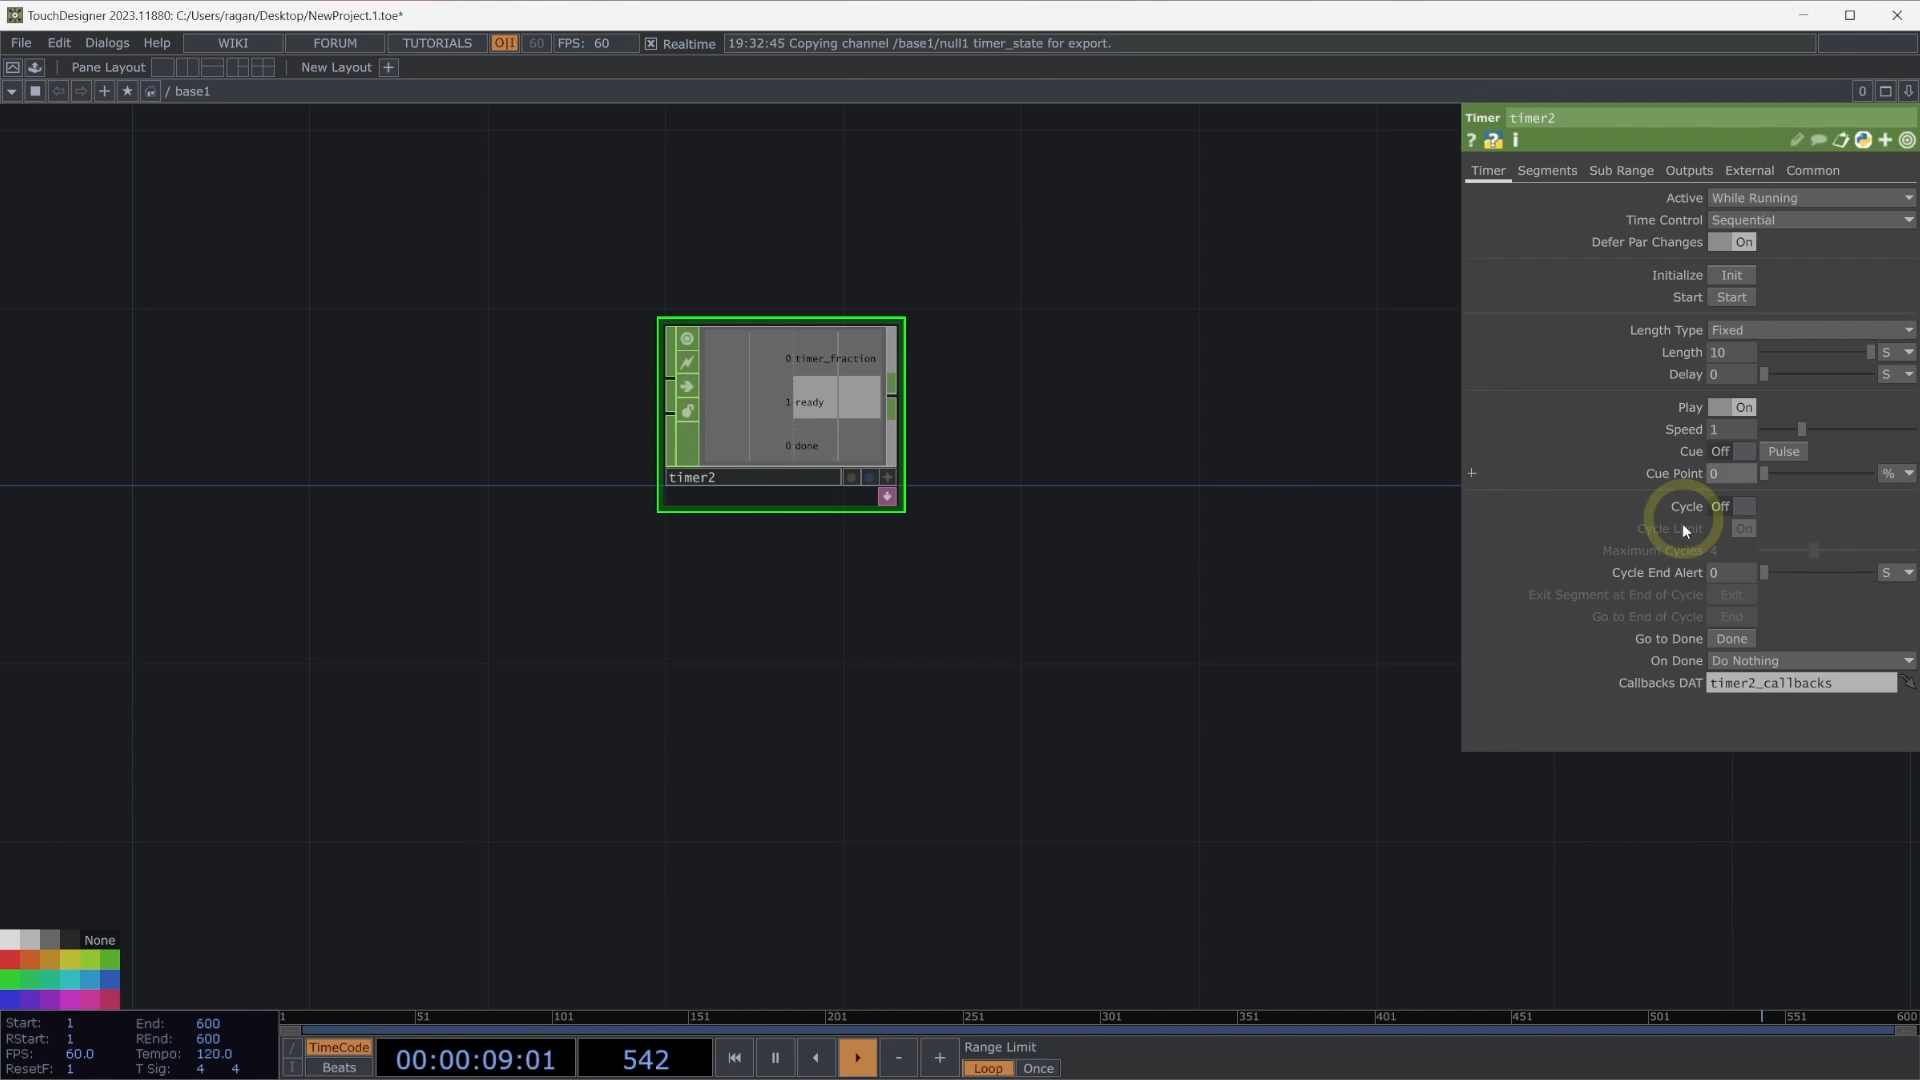 TouchDesigner 2023.11880: C:/Users/ragan/Desktop/NewProject.1.toe*
File Edit Dialogs Help WIKI FORUM TUTORIALS O|I 60 FPS: 60 Realtime 19:32:45 Copying channel /base1/null1 timer_state for export.
Pane Layout New Layout +
/ base1 0
Timer timer2
? ? i
Timer Segments Sub Range Outputs External Common
Active While Running
Time Control Sequential
Defer Par Changes On
Initialize Init
Start Start
Length Type Fixed
Length 10 S
Delay 0 S
Play On
Speed 1
Cue Off Pulse
+ Cue Point 0 %
Cycle Off
Cycle Limit On
Maximum Cycles 4
Cycle End Alert 0 S
Exit Segment at End of Cycle Exit
Go to End of Cycle End
Go to Done Done
On Done Do Nothing
Callbacks DAT timer2_callbacks
0 timer_fraction
1 ready
0 done
timer2
None
Start: 1 End: 600
RStart: 1 REnd: 600
FPS: 60.0 Tempo: 120.0
ResetF: 1 T Sig: 4 4
1 51 101 151 201 251 301 351 401 451 501 551 600
/ TimeCode
I Beats
00:00:09:01 542 - +
Range Limit
Loop Once